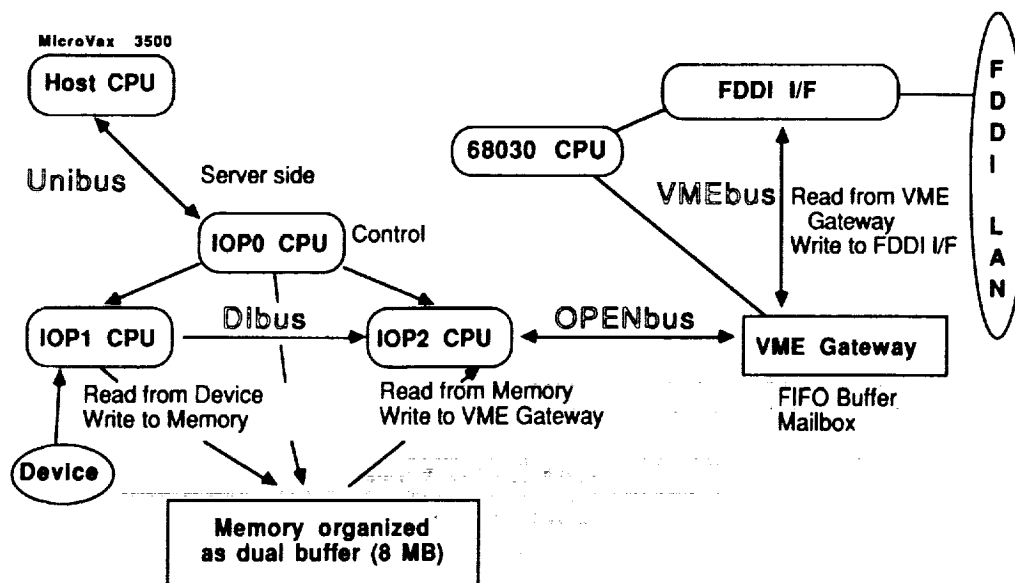 MicroVax 3500
Host CPU
Unibus
Server side
IOP0 CPU
Control
IOP1 CPU
DIbus
IOP2 CPU
OPENbus
Read from Device
Write to Memory
Read from Memory
Write to VME Gateway
Device
Memory organized
as dual buffer (8 MB)
FDDI I/F
68030 CPU
VMEbus
Read from VME
Gateway
Write to FDDI I/F
VME Gateway
FIFO Buffer
Mailbox
FDDI LAN